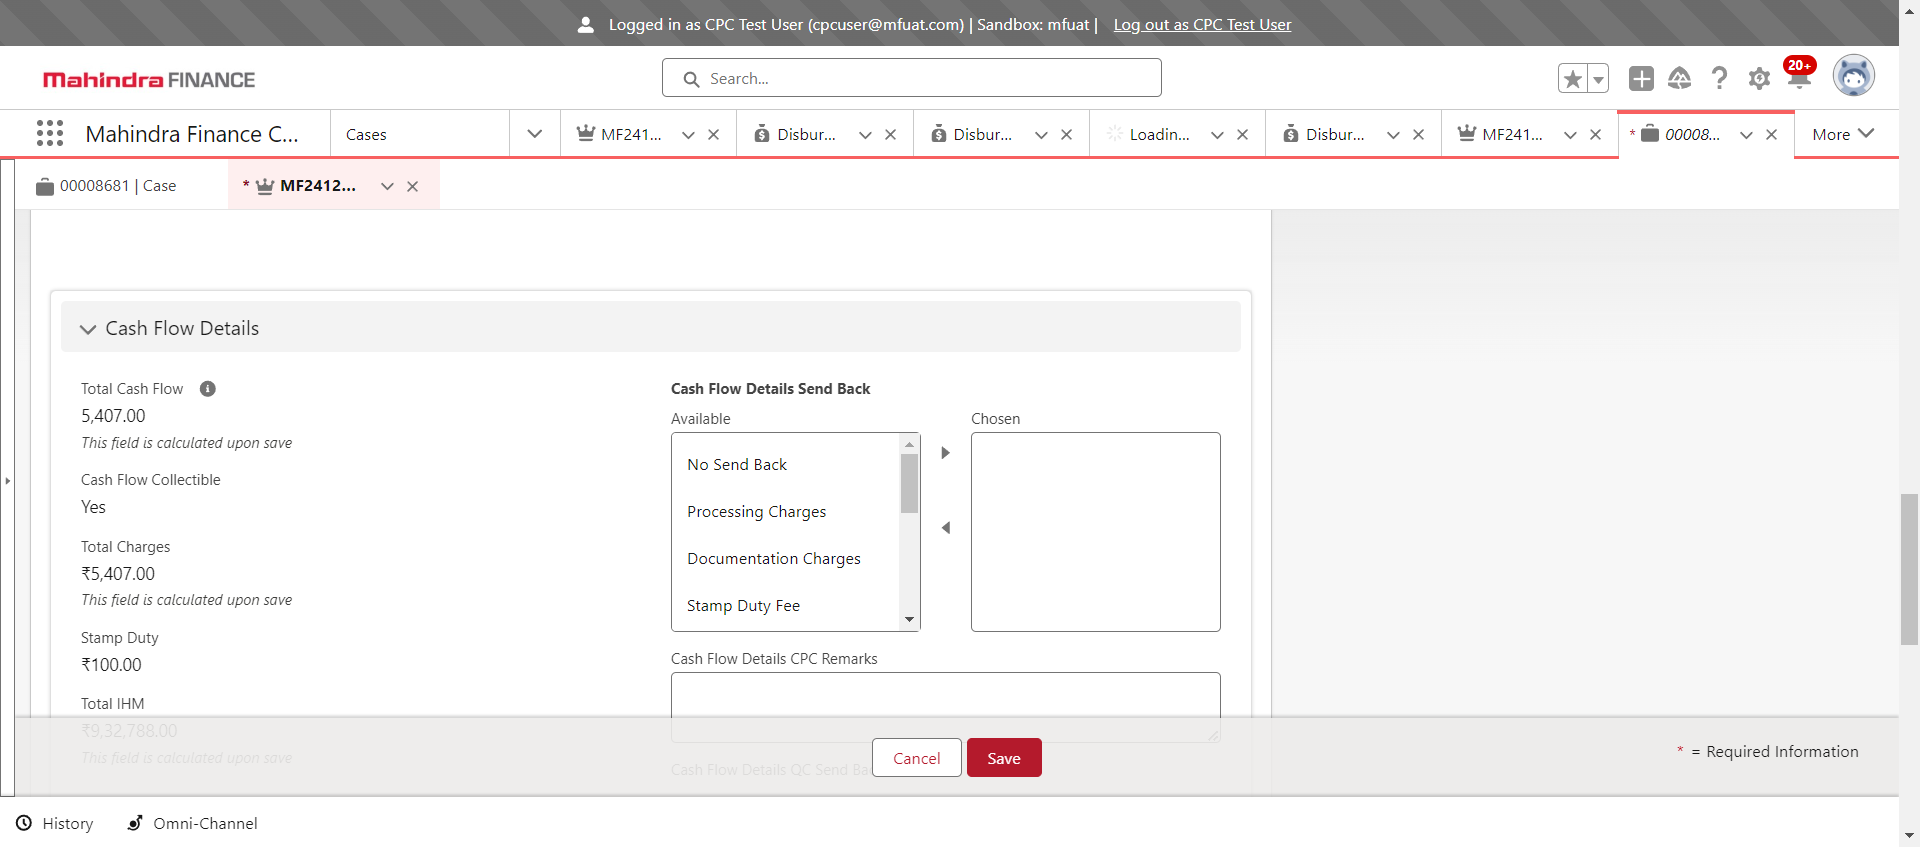 Logged in as CPC Test User (cpcuser@mfuat.com) | Sandbox: mfuat | Log out as CPC Test User
Mahindra FINANCE
Search...
20+
Mahindra Finance C...
Cases
MF241...
Disbur...
Disbur...
Loadin...
Disbur...
MF241...
* 00008...
More
00008681 | Case
* MF2412...
Cash Flow Details
Total Cash Flow
5,407.00
This field is calculated upon save
Cash Flow Collectible
Yes
Total Charges
₹5,407.00
This field is calculated upon save
Stamp Duty
₹100.00
Total IHM
₹9,32,788.00
This field is calculated upon save
Cash Flow Details Send Back
Available
No Send Back
Processing Charges
Documentation Charges
Stamp Duty Fee
Chosen
Cash Flow Details CPC Remarks
Cash Flow Details QC Send Ba
Cancel
Save
* = Required Information
History
Omni-Channel